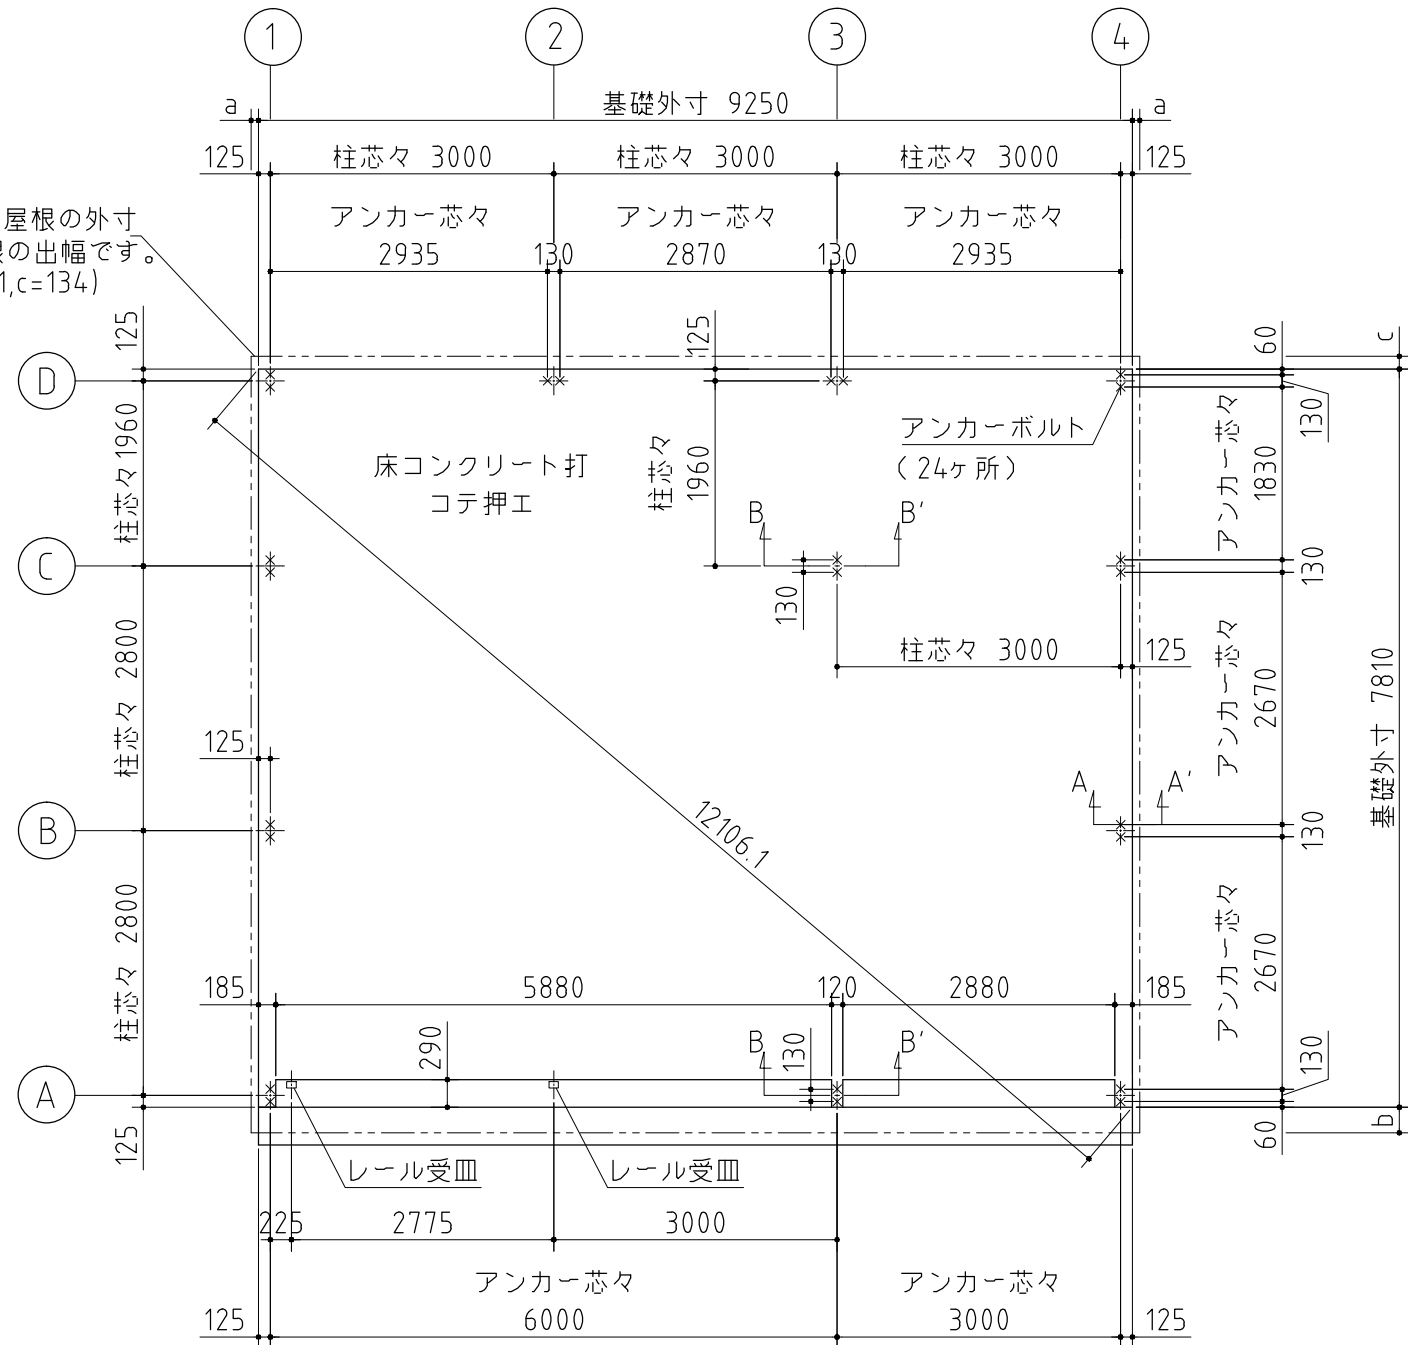 1 2 3 4
a 基礎外寸 9250 a
125 柱芯々 3000 柱芯々 3000 柱芯々 3000 125
アンカー芯々 アンカー芯々 アンカー芯々
2935 130 2870 130 2935
屋根の外寸
の出幅です。
1,c=134)
125
125
60
c
D
130
アンカーボルト
(24ヶ所)
床コンクリート打
コテ押エ
柱芯々1960
柱芯々
1960
アンカー芯々
1830
B B'
C
130
130
柱芯々 3000 125
柱芯々 2800
アンカー芯々
2670
基礎外寸 7810
125
A A'
12106.1
B
130
柱芯々 2800
アンカー芯々
2670
185 5880 120 2880 185
290
B B'
130
130
A
125
60
b
レール受皿 レール受皿
225 2775 3000
アンカー芯々 アンカー芯々
125 6000 3000 125